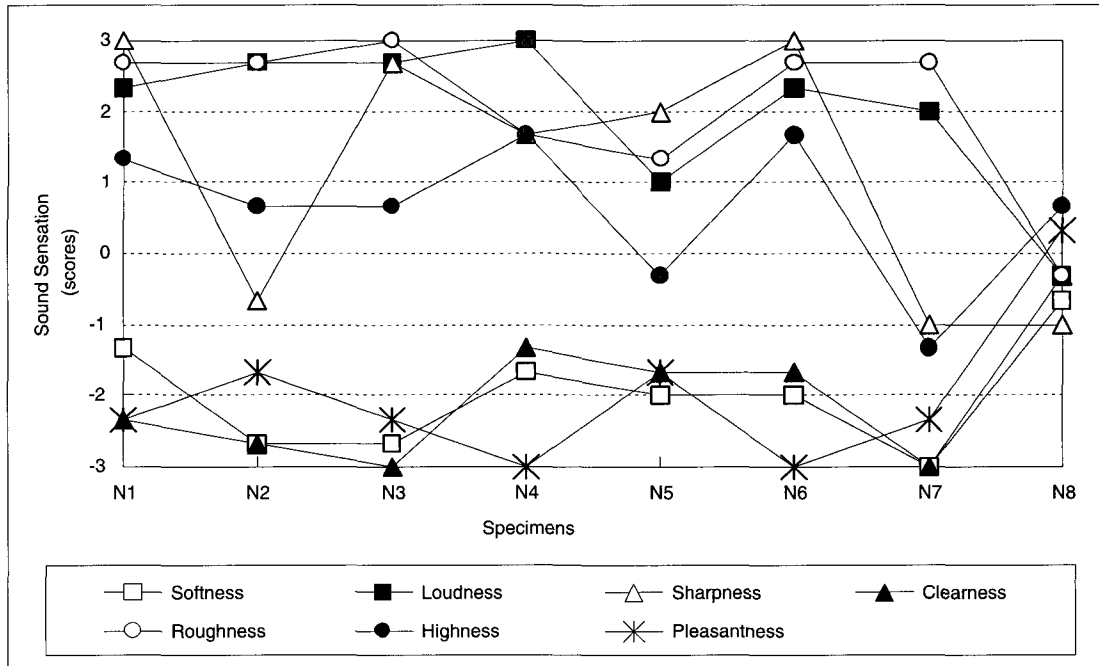 3
2
1
0
-1
-2
-3
Sound Sensation
(scores)
N1 N2 N3 N4 N5 N6 N7 N8
Specimens
Softness Loudness Sharpness Clearness
Roughness Highness Pleasantness